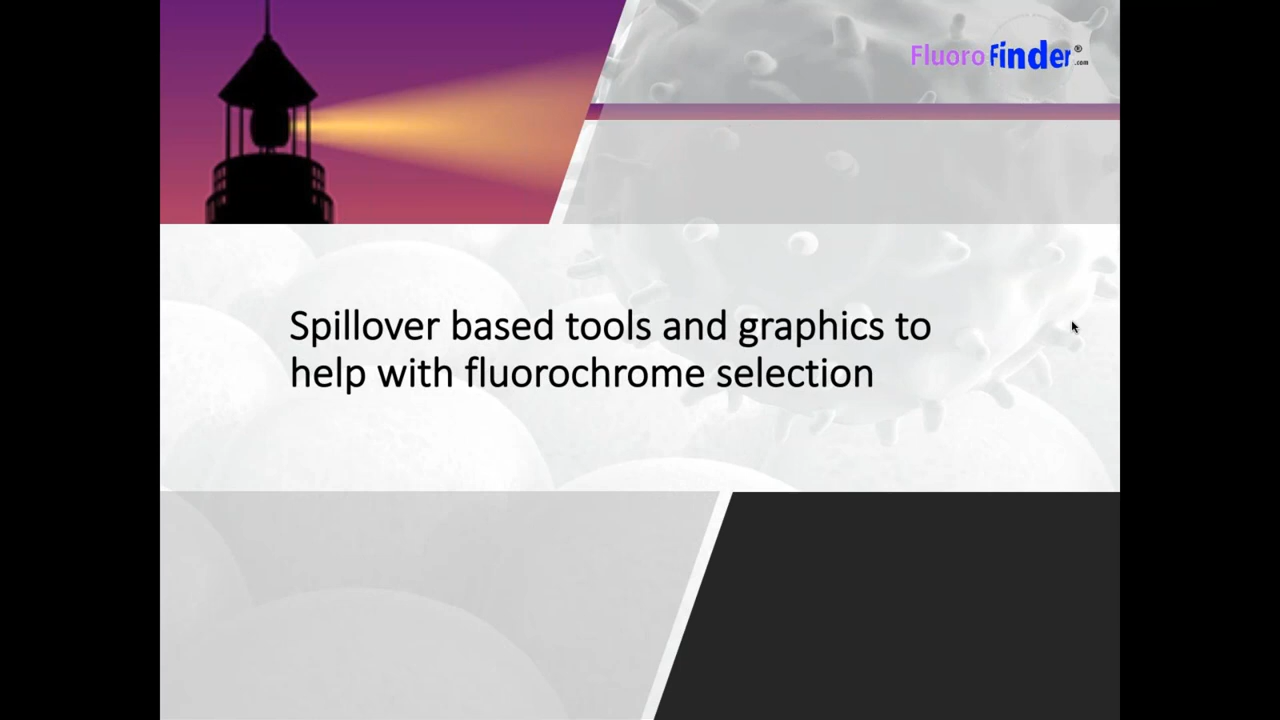 FluoroFinder®.com
Spillover based tools and graphics to
help with fluorochrome selection